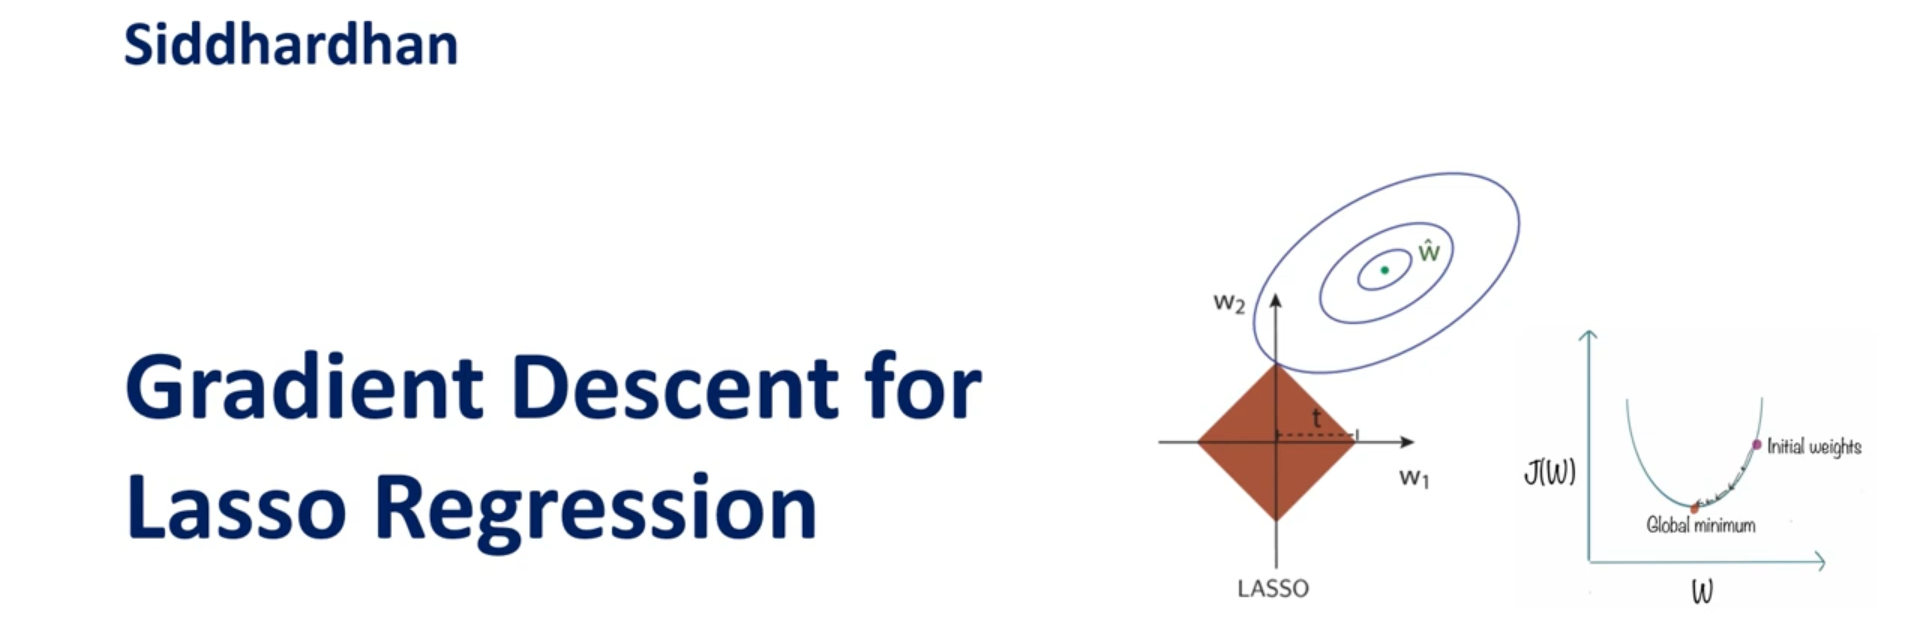 Siddhardhan
Gradient Descent for
Lasso Regression
ŵ
w₂
t
w₁
LASSO
J(W)
Initial weights
Global minimum
W